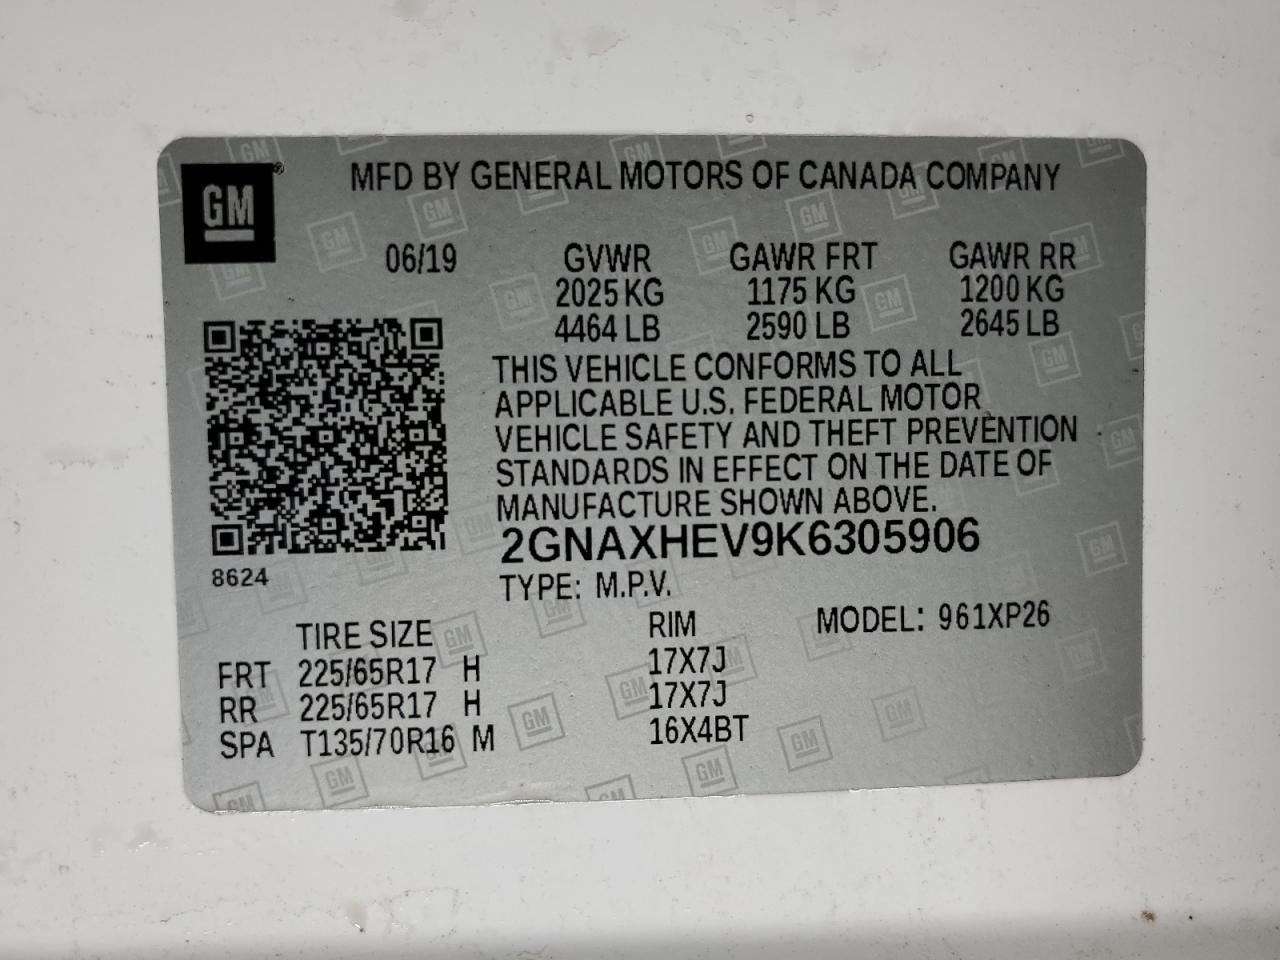 GM
MFD BY GENERAL MOTORS OF CANADA COMPANY
06/19 GVWR GAWR FRT GAWR RR
2025 KG 1175 KG 1200 KG
4464 LB 2590 LB 2645 LB
THIS VEHICLE CONFORMS TO ALL
APPLICABLE U.S. FEDERAL MOTOR
VEHICLE SAFETY AND THEFT PREVENTION
STANDARDS IN EFFECT ON THE DATE OF
MANUFACTURE SHOWN ABOVE.
2GNAXHEV9K6305906
8624
TYPE: M.P.V.
TIRE SIZE RIM MODEL: 961XP26
FRT 225/65R17 H 17X7J
RR 225/65R17 H 17X7J
SPA T135/70R16 M 16X4BT